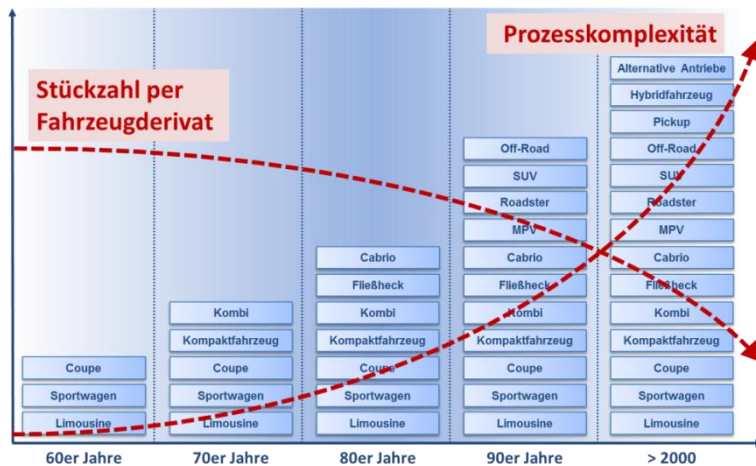 Prozesskomplexität
Stückzahl per
Fahrzeugderivat
Coupe
Sportwagen
Limousine
60er Jahre
Kombi
Kompaktfahrzeug
Coupe
Sportwagen
Limousine
70er Jahre
Cabrio
Fließheck
Kombi
Kompaktfahrzeug
Coupe
Sportwagen
Limousine
80er Jahre
Off-Road
SUV
Roadster
MPV
Cabrio
Fließheck
Kombi
Kompaktfahrzeug
Coupe
Sportwagen
Limousine
90er Jahre
Alternative Antriebe
Hybridfahrzeug
Pickup
Off-Road
SUV
Roadster
MPV
Cabrio
Fließheck
Kombi
Kompaktfahrzeug
Coupe
Sportwagen
Limousine
> 2000